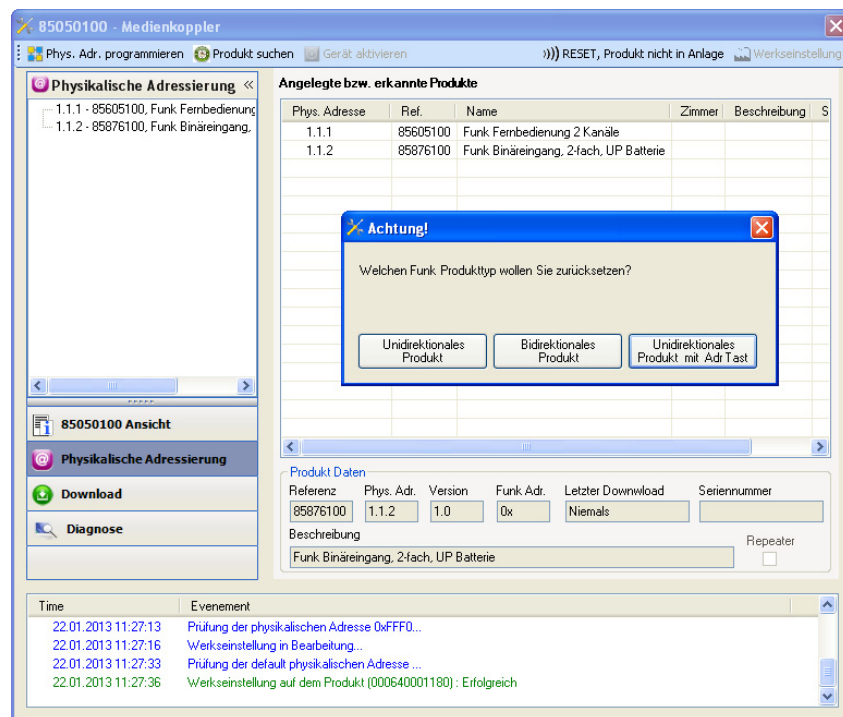 85050100 - Medienkoppler
Phys. Adr. programmieren Produkt suchen Gerät aktivieren RESET, Produkt nicht in Anlage Werkseinstellung
Physikalische Adressierung
1.1.1 - 85605100, Funk Fernbedienung
1.1.2 - 85876100, Funk Binäreingang,
85050100 Ansicht
Physikalische Adressierung
Download
Diagnose
Angelegte bzw. erkannte Produkte
Phys. Adresse Ref. Name Zimmer Beschreibung S
1.1.1 85605100 Funk Fernbedienung 2 Kanäle
1.1.2 85876100 Funk Binäreingang, 2-fach, UP Batterie
Achtung!
Welchen Funk Produkttyp wollen Sie zurücksetzen?
Unidirektionales Produkt
Bidirektionales Produkt
Unidirektionales Produkt mit Adr Tast
Produkt Daten
Referenz Phys. Adr. Version Funk Adr. Letzter Downwload Seriennummer
85876100 1.1.2 1.0 0x Niemals
Beschreibung
Repeater
Funk Binäreingang, 2-fach, UP Batterie
Time Evenement
22.01.2013 11:27:13 Prüfung der physikalischen Adresse 0xFFF0...
22.01.2013 11:27:16 Werkseinstellung in Bearbeitung...
22.01.2013 11:27:33 Prüfung der default physikalischen Adresse ...
22.01.2013 11:27:36 Werkseinstellung auf dem Produkt (000640001180) : Erfolgreich